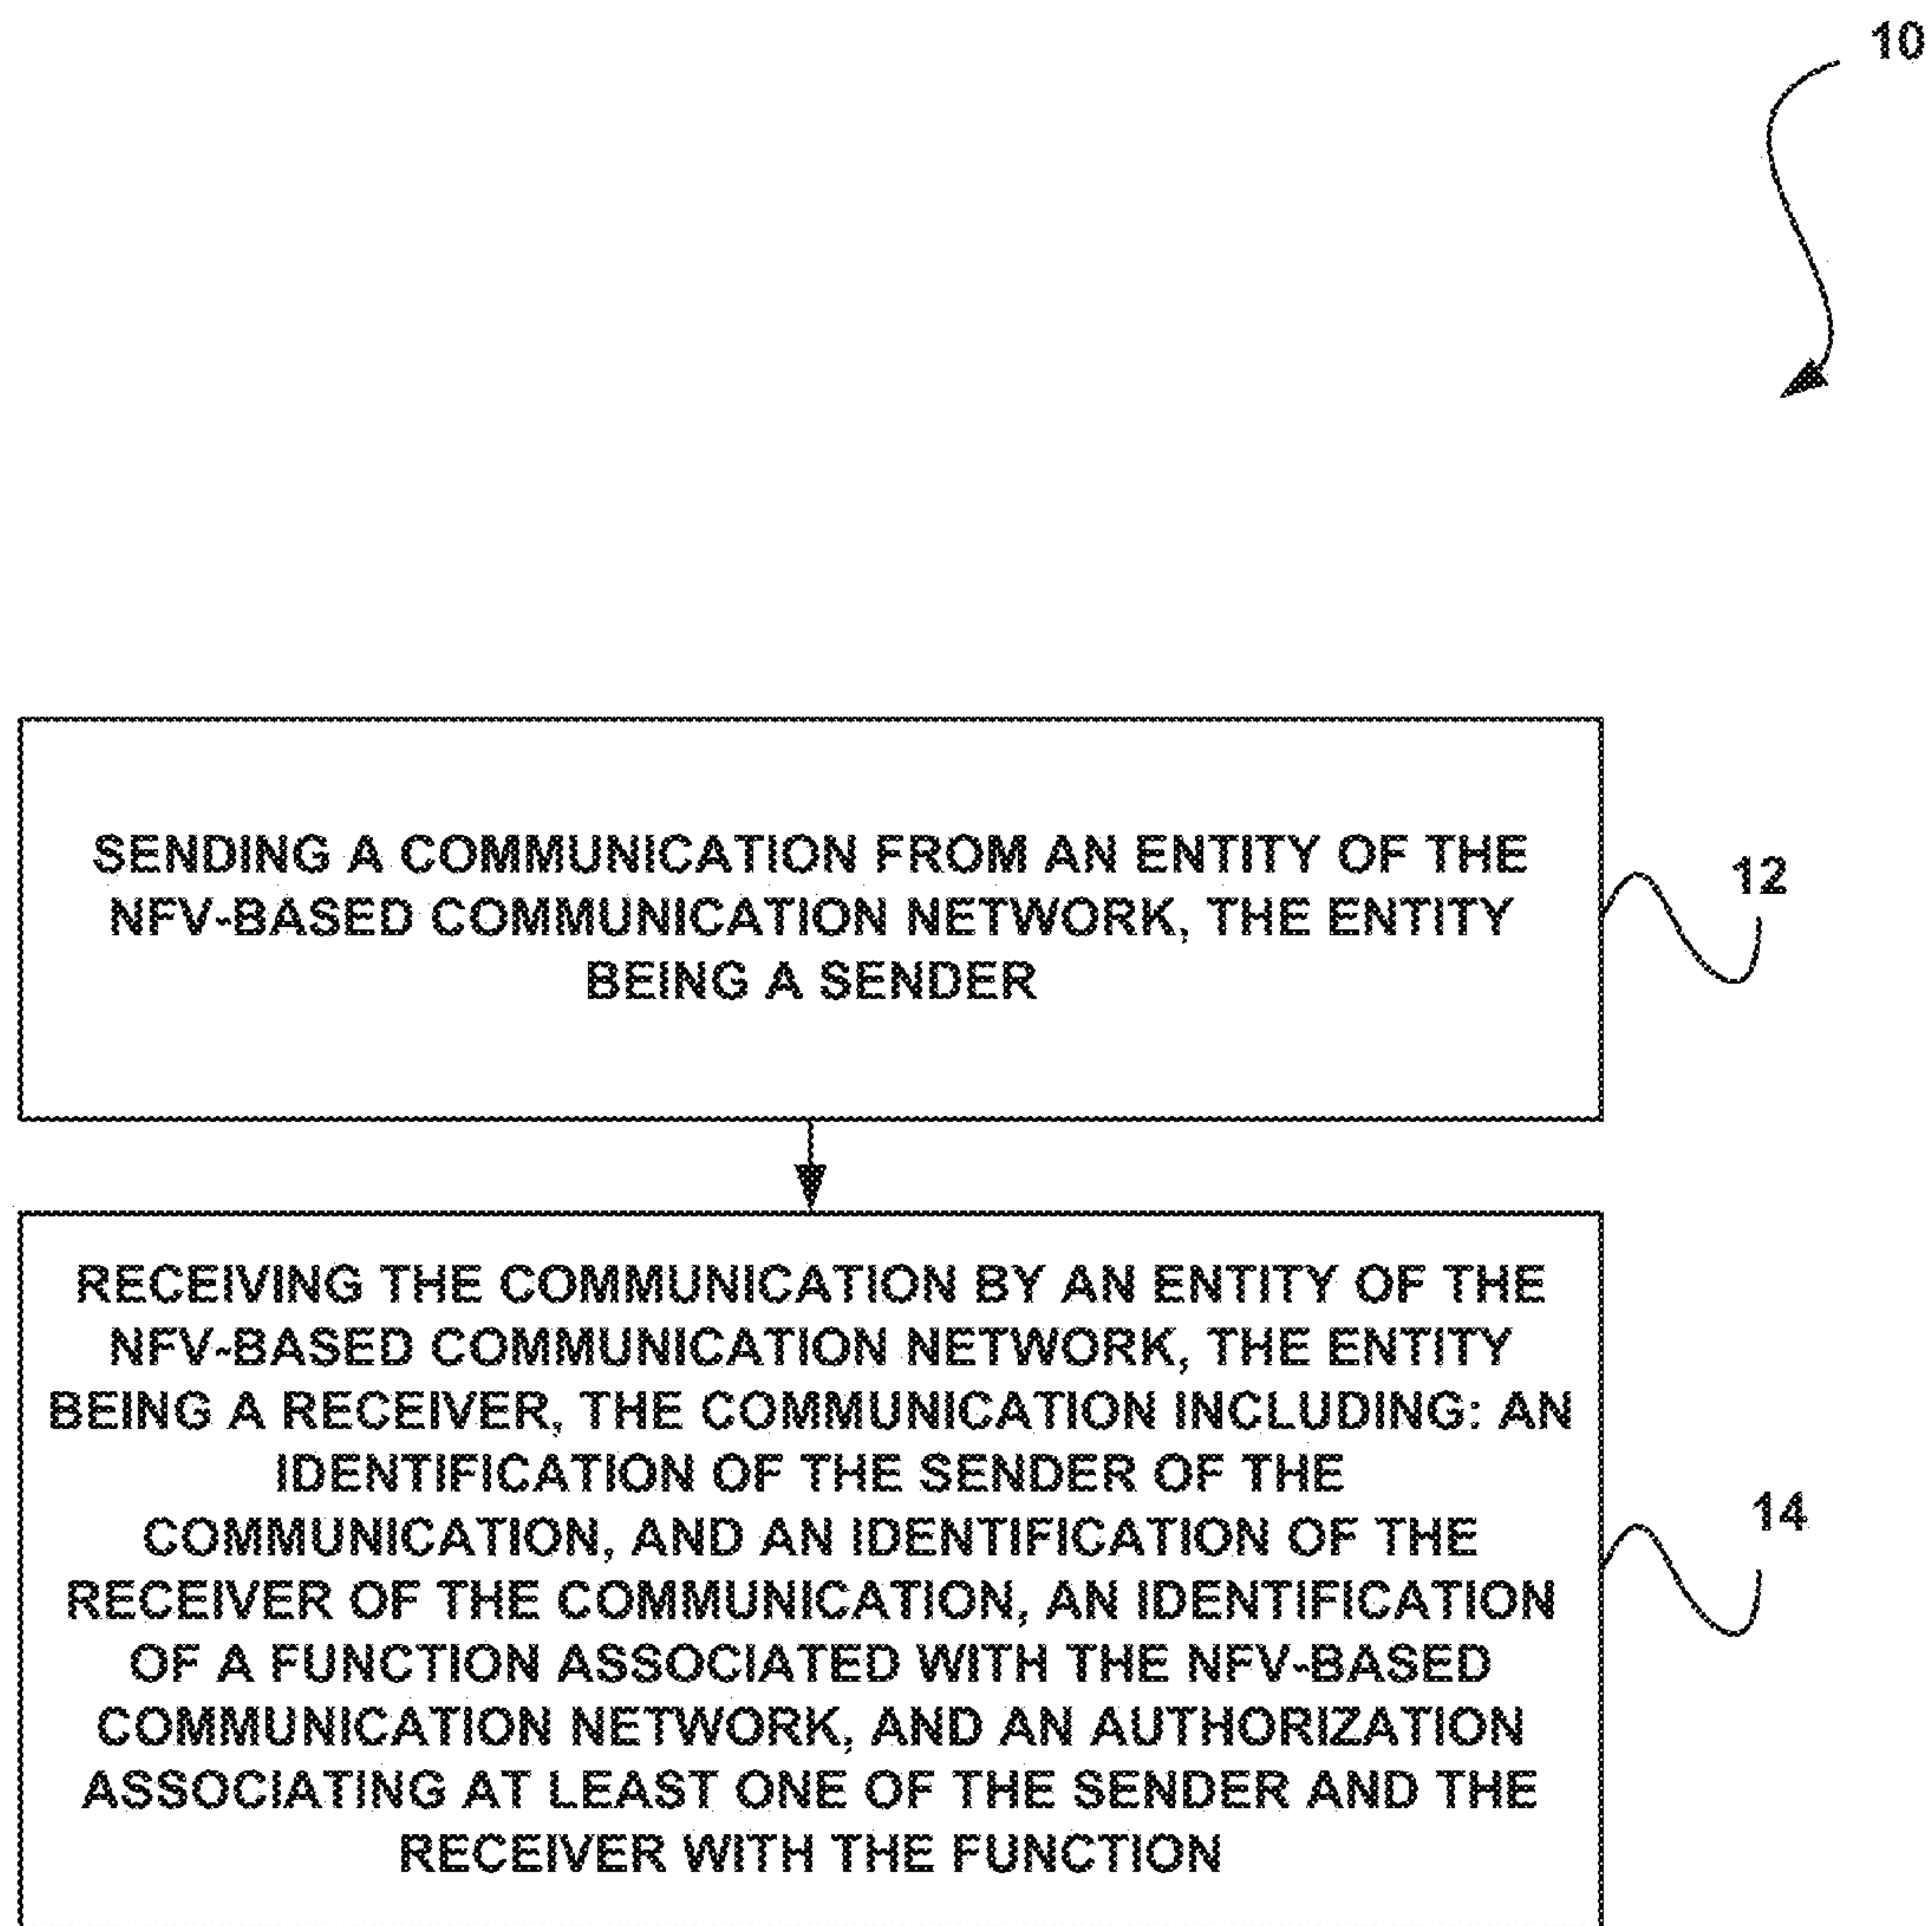 10
SENDING A COMMUNICATION FROM AN ENTITY OF THE
NFV-BASED COMMUNICATION NETWORK, THE ENTITY
BEING A SENDER
12
RECEIVING THE COMMUNICATION BY AN ENTITY OF THE
NFV-BASED COMMUNICATION NETWORK, THE ENTITY
BEING A RECEIVER, THE COMMUNICATION INCLUDING: AN
IDENTIFICATION OF THE SENDER OF THE
COMMUNICATION, AND AN IDENTIFICATION OF THE
RECEIVER OF THE COMMUNICATION, AN IDENTIFICATION
OF A FUNCTION ASSOCIATED WITH THE NFV-BASED
COMMUNICATION NETWORK, AND AN AUTHORIZATION
ASSOCIATING AT LEAST ONE OF THE SENDER AND THE
RECEIVER WITH THE FUNCTION
14